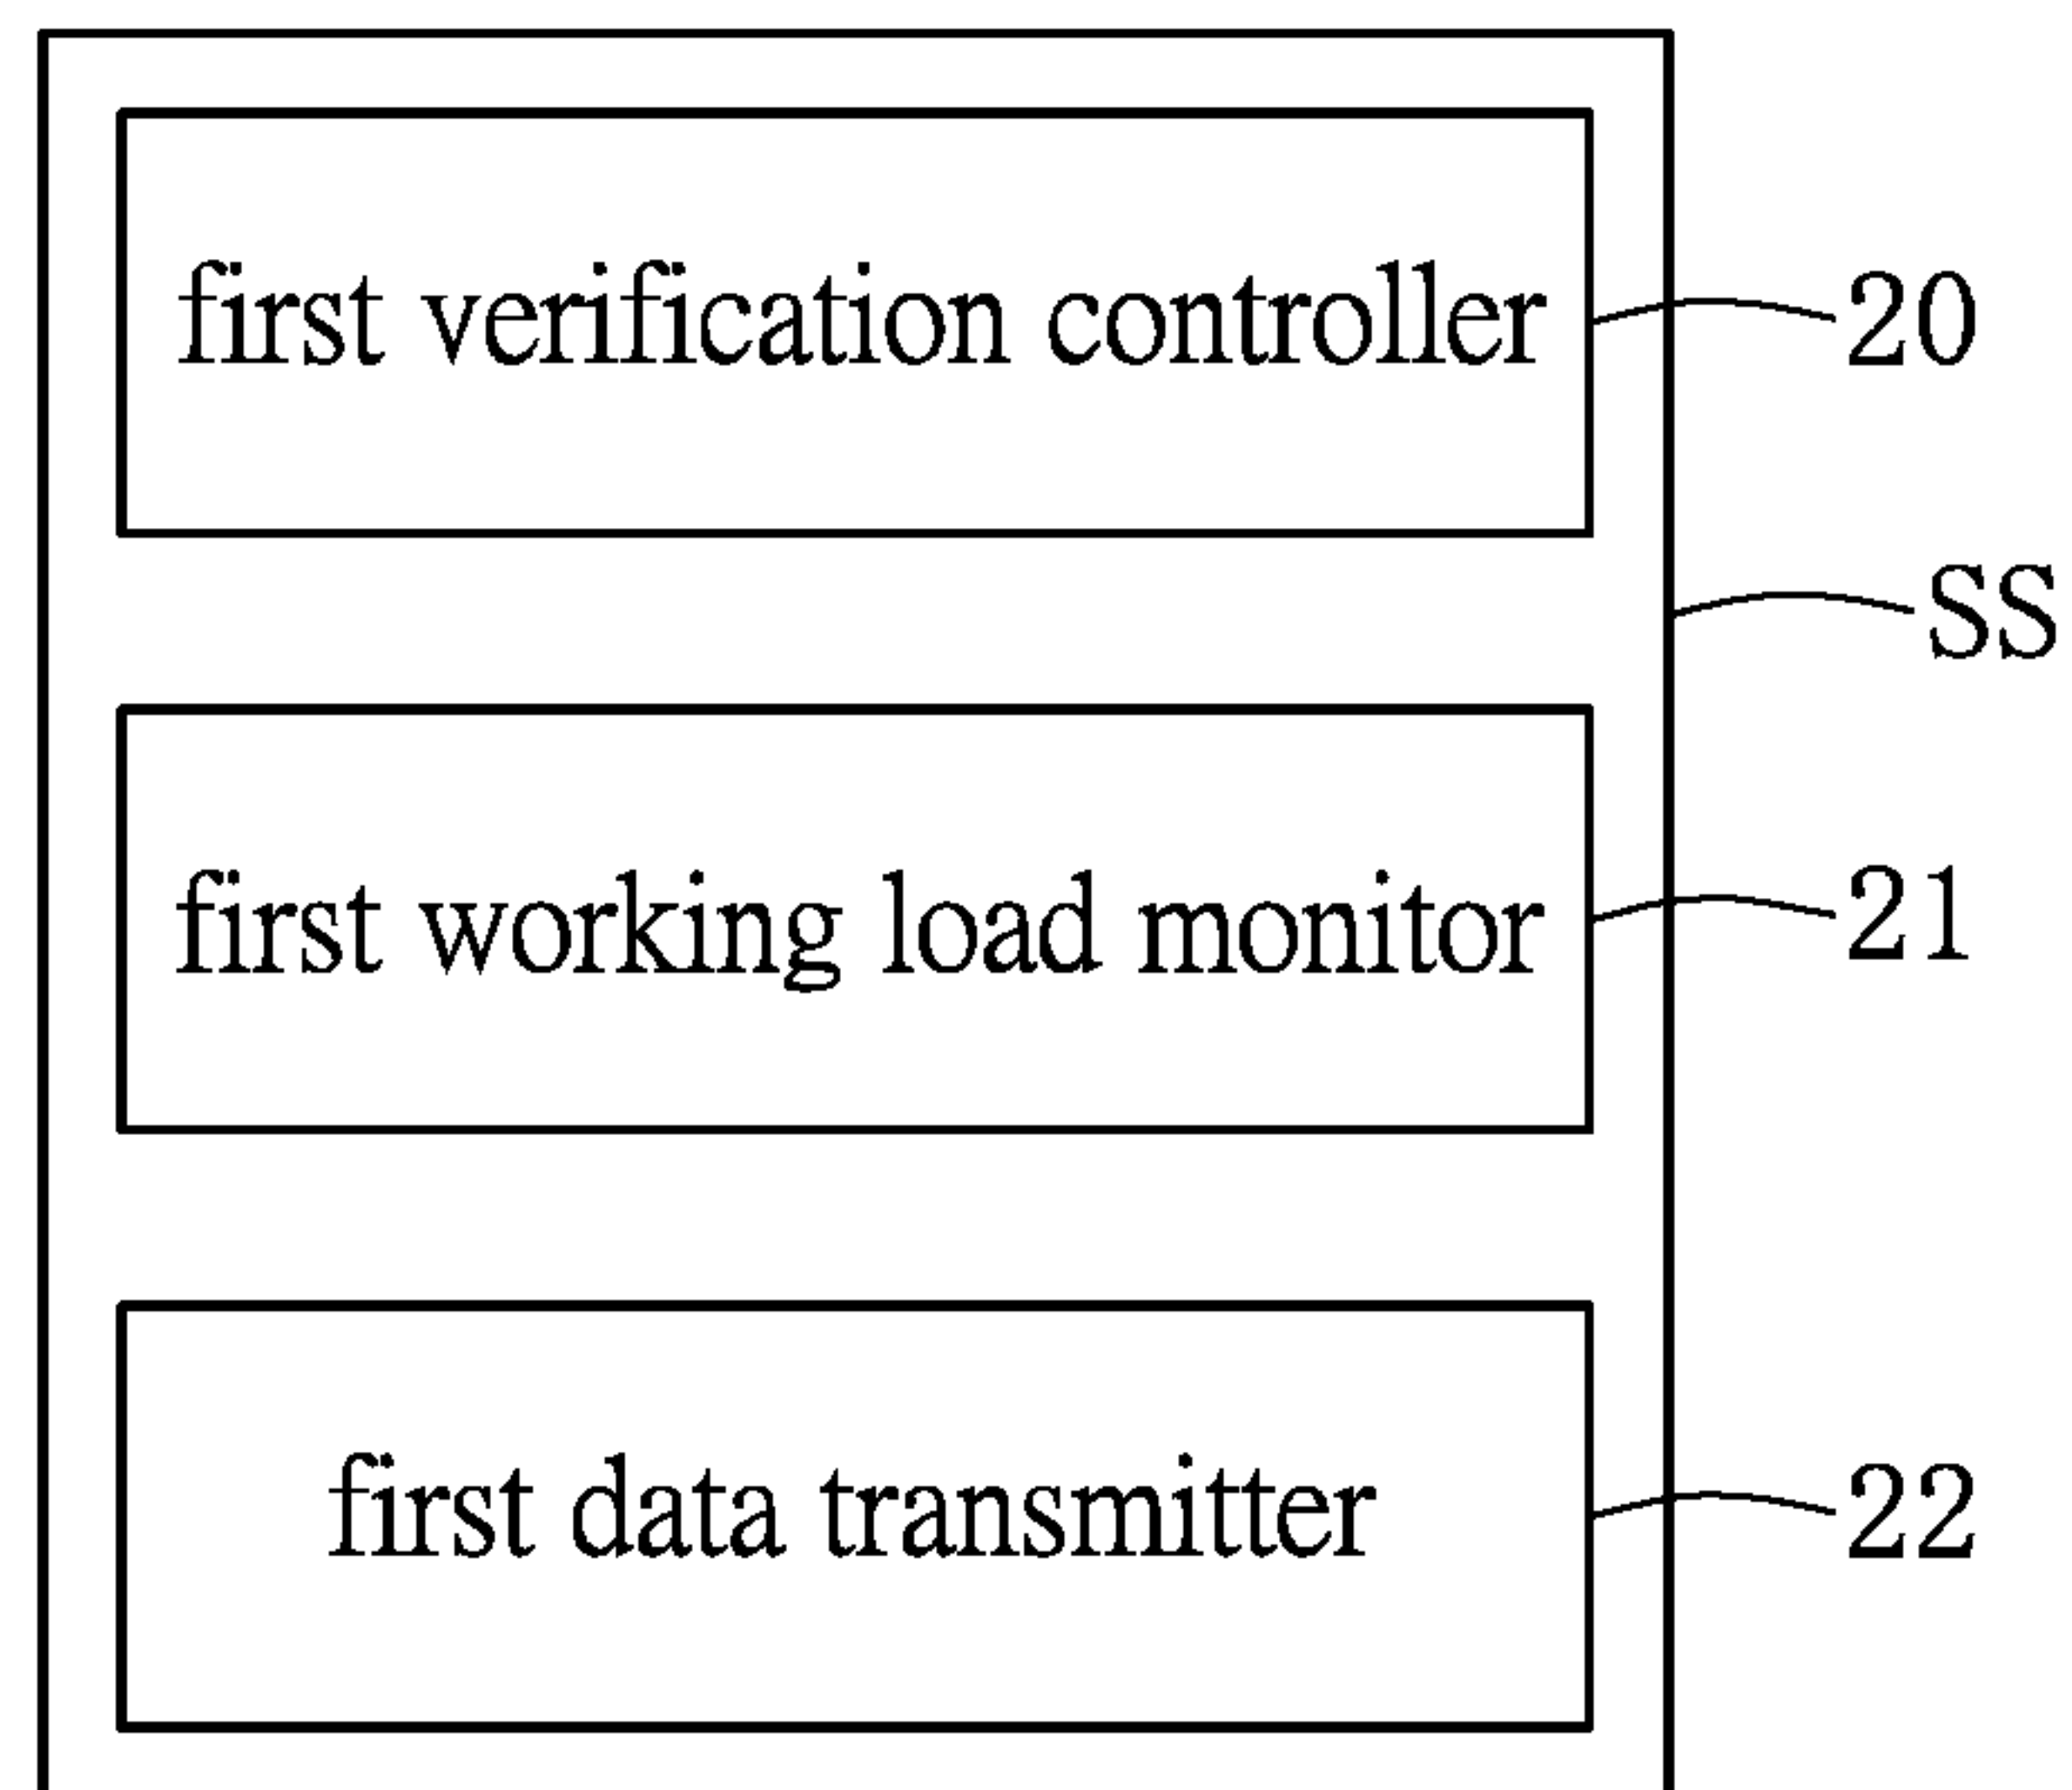 first verification controller 20
SS
first working load monitor 21
first data transmitter 22